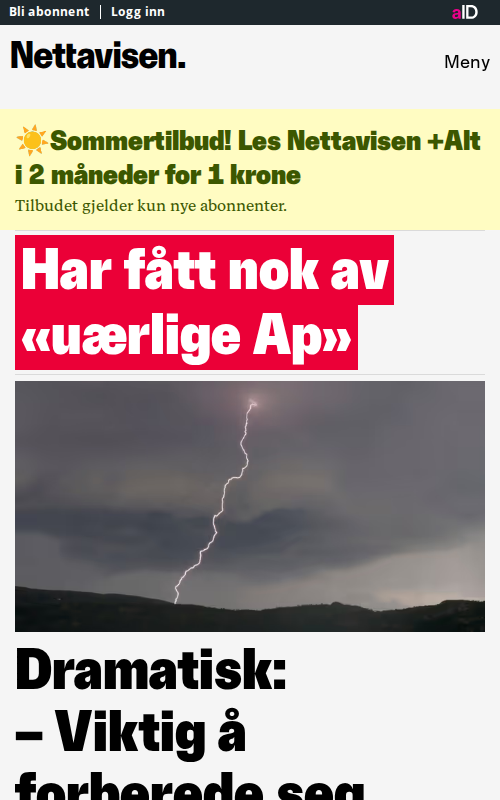 Bli abonnent | Logg inn
aID
Nettavisen.
Meny
☀️Sommertilbud! Les Nettavisen +Alt
i 2 måneder for 1 krone
Tilbudet gjelder kun nye abonnenter.
Har fått nok av
«uærlige Ap»
Dramatisk:
– Viktig å
forberede seg